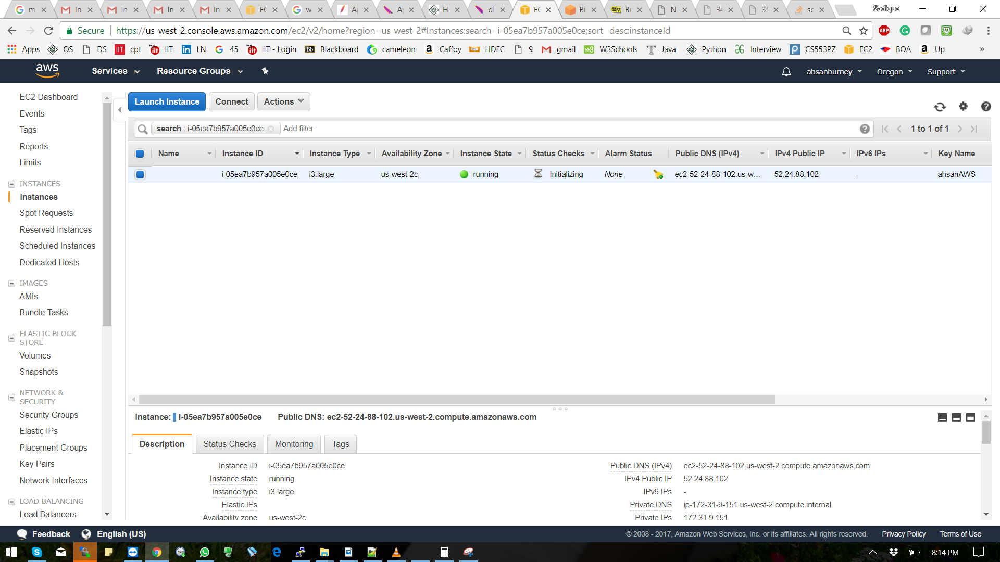 m In In In In EC w A A H di EC Bi Be N 34 35 sc Sadique
Secure https://us-west-2.console.aws.amazon.com/ec2/v2/home?region=us-west-2#Instances:search=i-05ea7b957a005e0ce;sort=desc:instanceId ABP
Apps OS DS IIT cpt IIT LN 45 IIT - Login Bb Blackboard cameleon Caffoy HDFC 9 gmail W3Schools Java Python Interview CS553PZ EC2 BOA Up »
aws Services Resource Groups ahsanburney Oregon Support
EC2 Dashboard
Events
Tags
Reports
Limits
INSTANCES
Instances
Spot Requests
Reserved Instances
Scheduled Instances
Dedicated Hosts
IMAGES
AMIs
Bundle Tasks
ELASTIC BLOCK
STORE
Volumes
Snapshots
NETWORK &
SECURITY
Security Groups
Elastic IPs
Placement Groups
Key Pairs
Network Interfaces
LOAD BALANCING
Load Balancers
Launch Instance Connect Actions
search : i-05ea7b957a005e0ce Add filter 1 to 1 of 1
Name Instance ID Instance Type Availability Zone Instance State Status Checks Alarm Status Public DNS (IPv4) IPv4 Public IP IPv6 IPs Key Name
i-05ea7b957a005e0ce i3.large us-west-2c running Initializing None ec2-52-24-88-102.us-w... 52.24.88.102 - ahsanAWS
Instance: i-05ea7b957a005e0ce Public DNS: ec2-52-24-88-102.us-west-2.compute.amazonaws.com
Description Status Checks Monitoring Tags
Instance ID i-05ea7b957a005e0ce
Instance state running
Instance type i3.large
Elastic IPs
Availability zone us-west-2c
Public DNS (IPv4) ec2-52-24-88-102.us-west-2.compute.amazonaws.com
IPv4 Public IP 52.24.88.102
IPv6 IPs -
Private DNS ip-172-31-9-151.us-west-2.compute.internal
Private IPs 172.31.9.151
Feedback English (US) © 2008 - 2017, Amazon Web Services, Inc. or its affiliates. All rights reserved. Privacy Policy Terms of Use
8:14 PM